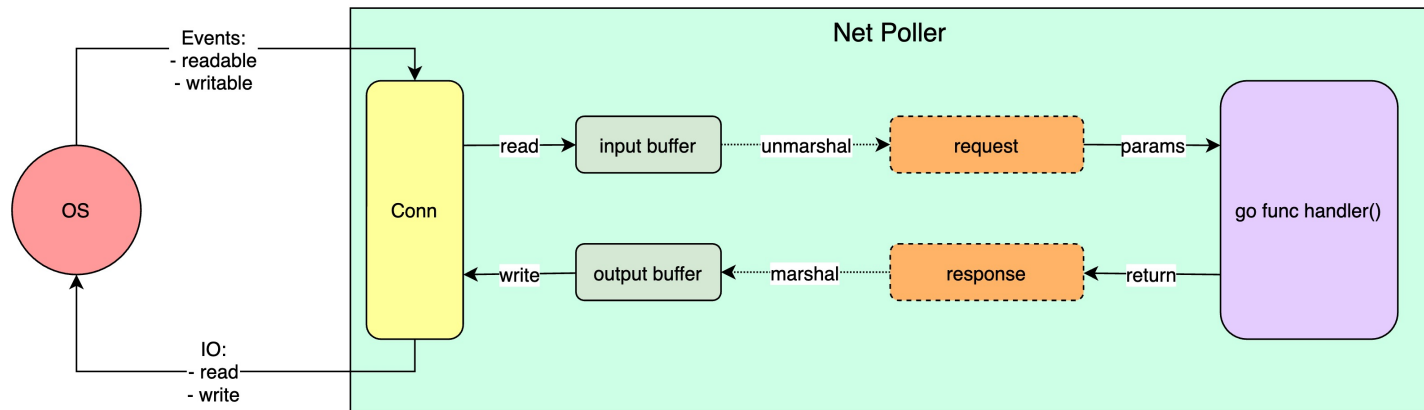 Net Poller
Events:
- readable
- writable
OS
Conn
read
input buffer
unmarshal
request
params
go func handler()
write
output buffer
marshal
response
return
IO:
- read
- write